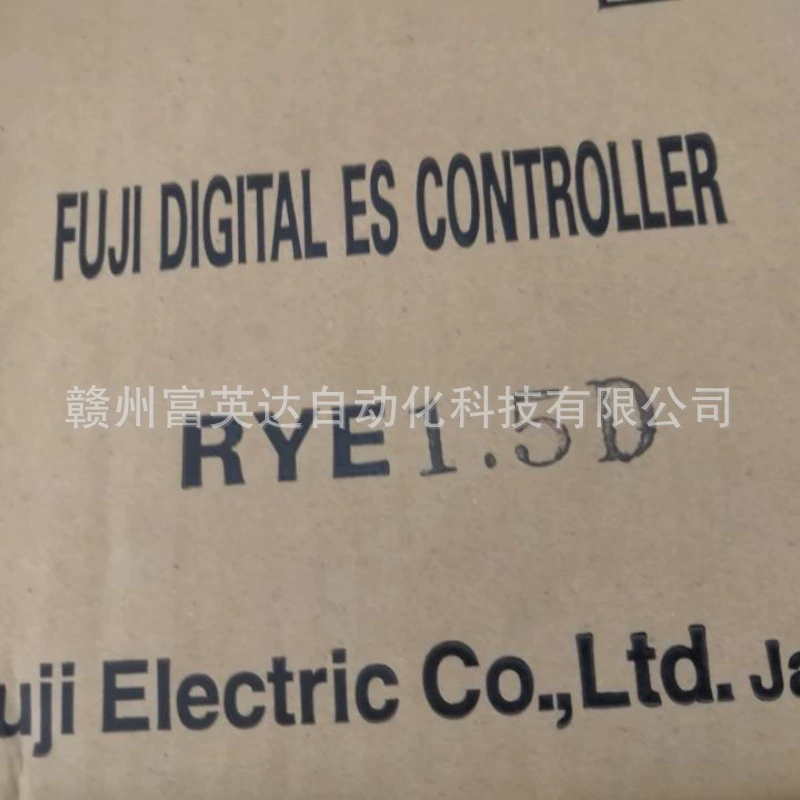 FUJI DIGITAL ES CONTROLLER
赣州富英达自动化科技有限公司
RYE1.5D
uji Electric Co.,Ltd. Ja